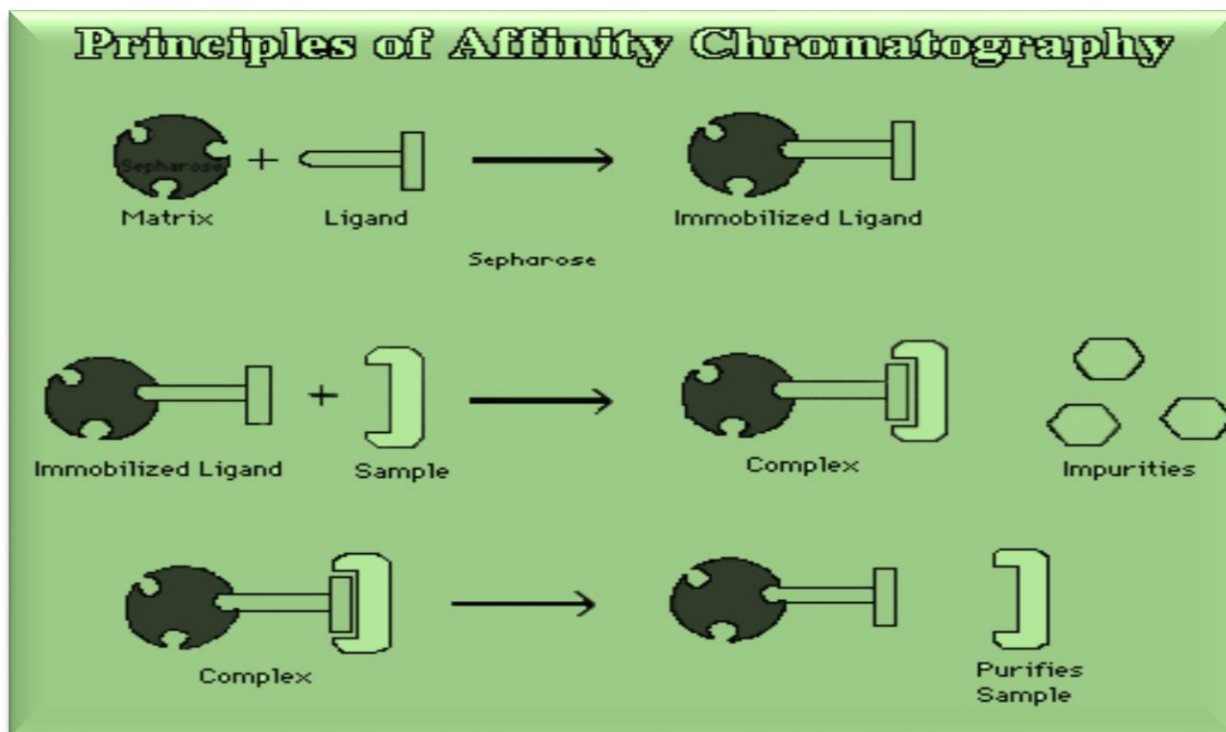 Principles of Affinity Chromatography
Sepharose
Matrix
+
Ligand
Immobilized Ligand
Sepharose
+
Immobilized Ligand
Sample
Complex
Impurities
Complex
Purifies
Sample